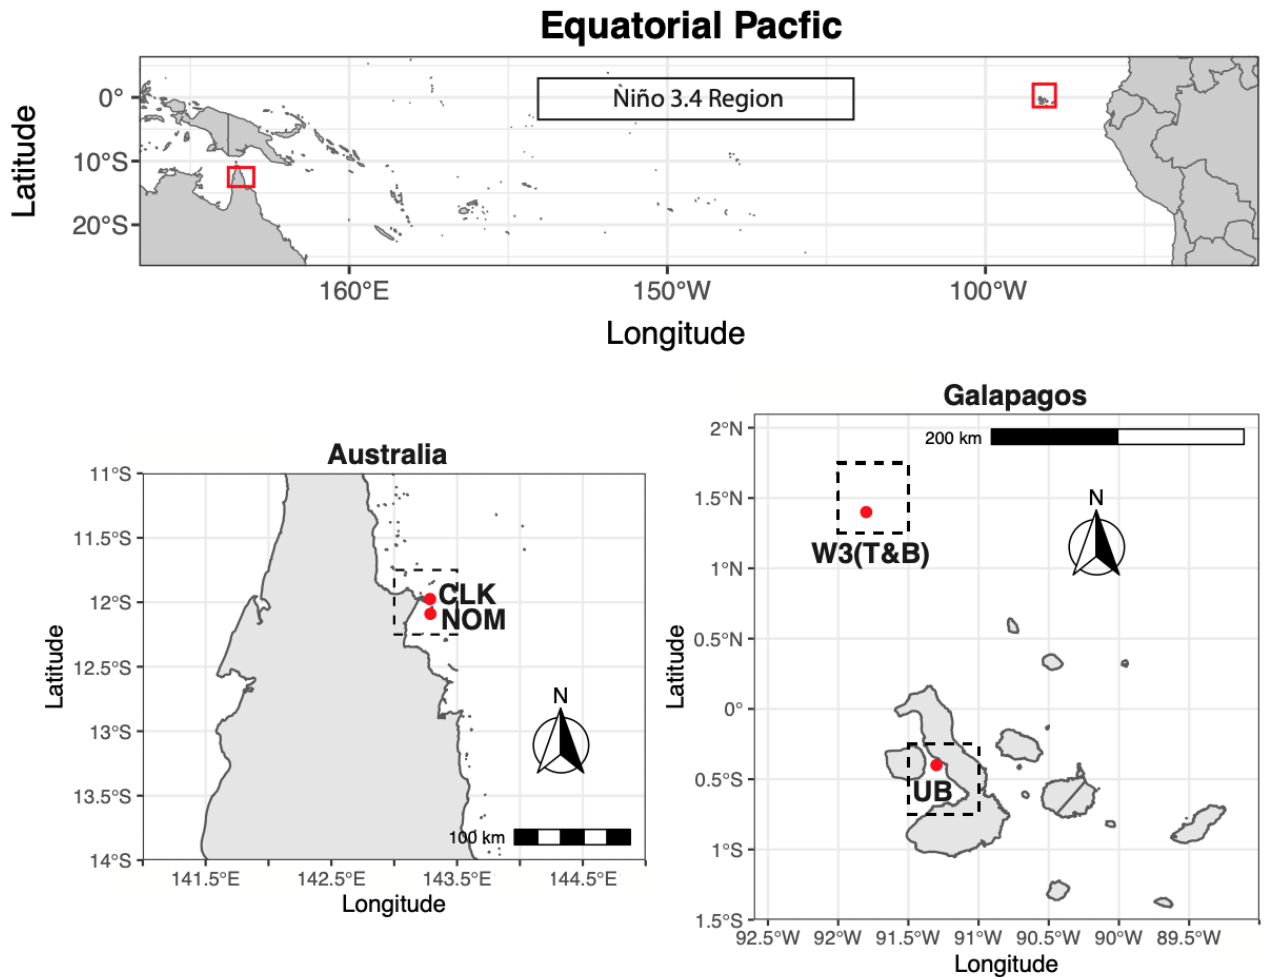 Equatorial Pacfic
Niño 3.4 Region
0°
10°S
20°S
Latitude
160°E
150°W
100°W
Longitude
Australia
11°S
11.5°S
12°S
12.5°S
13°S
13.5°S
14°S
Latitude
CLK
NOM
N
100 km
141.5°E
142.5°E
143.5°E
144.5°E
Longitude
Galapagos
2°N
1.5°N
1°N
0.5°N
0°
0.5°S
1°S
1.5°S
Latitude
200 km
N
W3(T&B)
UB
92.5°W
92°W
91.5°W
91°W
90.5°W
90°W
89.5°W
Longitude